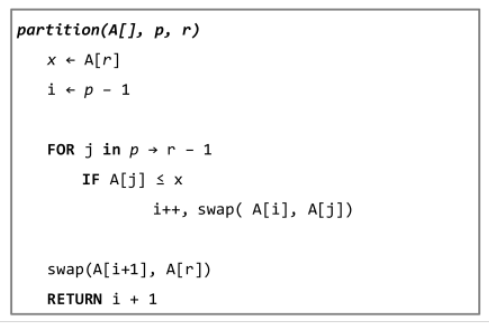 partition(A[], p, r)
x ← A[r]
i ← p - 1
FOR j in p → r - 1
IF A[j] ≤ x
i++, swap( A[i], A[j])
swap(A[i+1], A[r])
RETURN i + 1